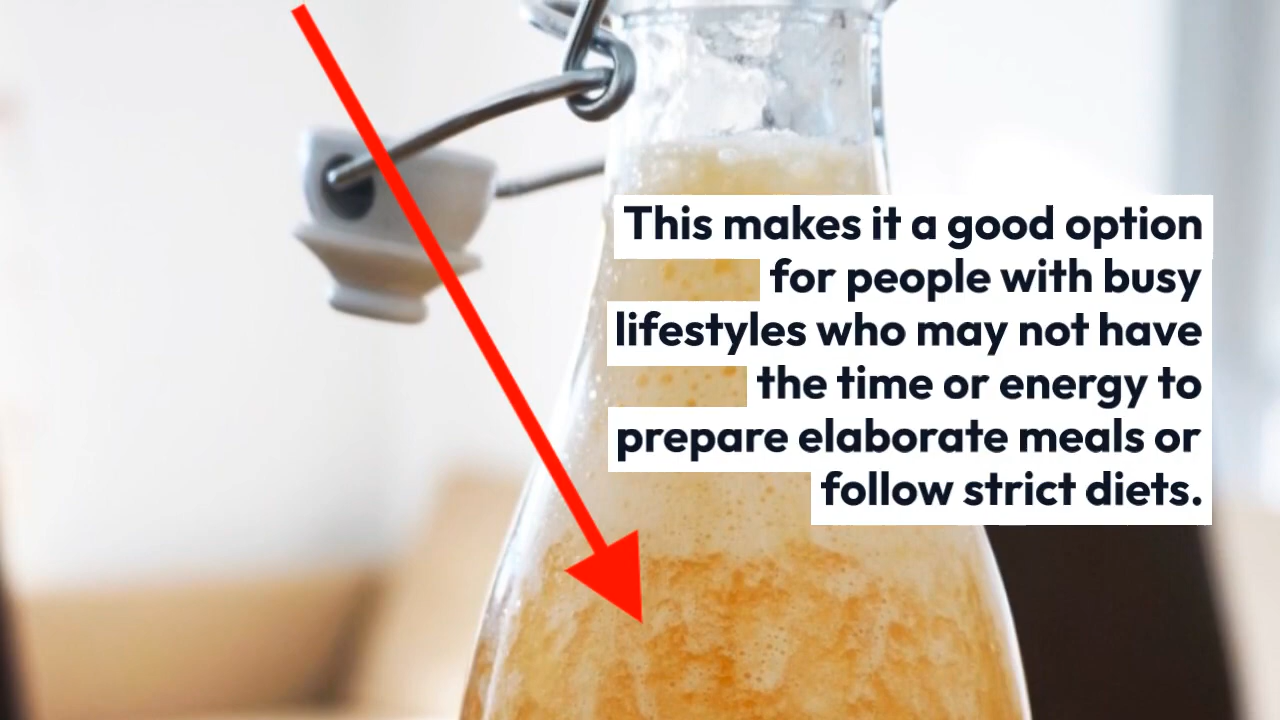 This makes it a good option
for people with busy
lifestyles who may not have
the time or energy to
prepare elaborate meals or
follow strict diets.